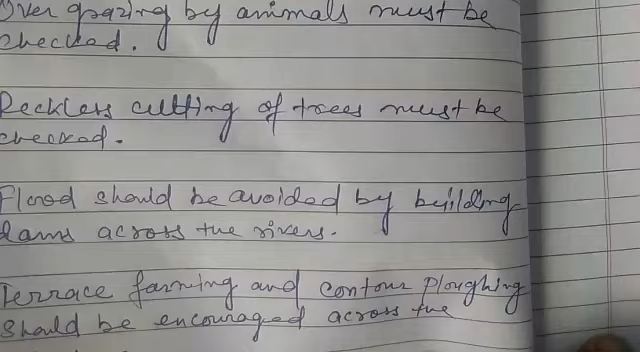 Over grazing by animals must be
checked.
Reckless cutting of trees must be
checked.
Flood should be avoided by building
dams across the rivers.
Terrace farming and contour ploughing
should be encouraged across the